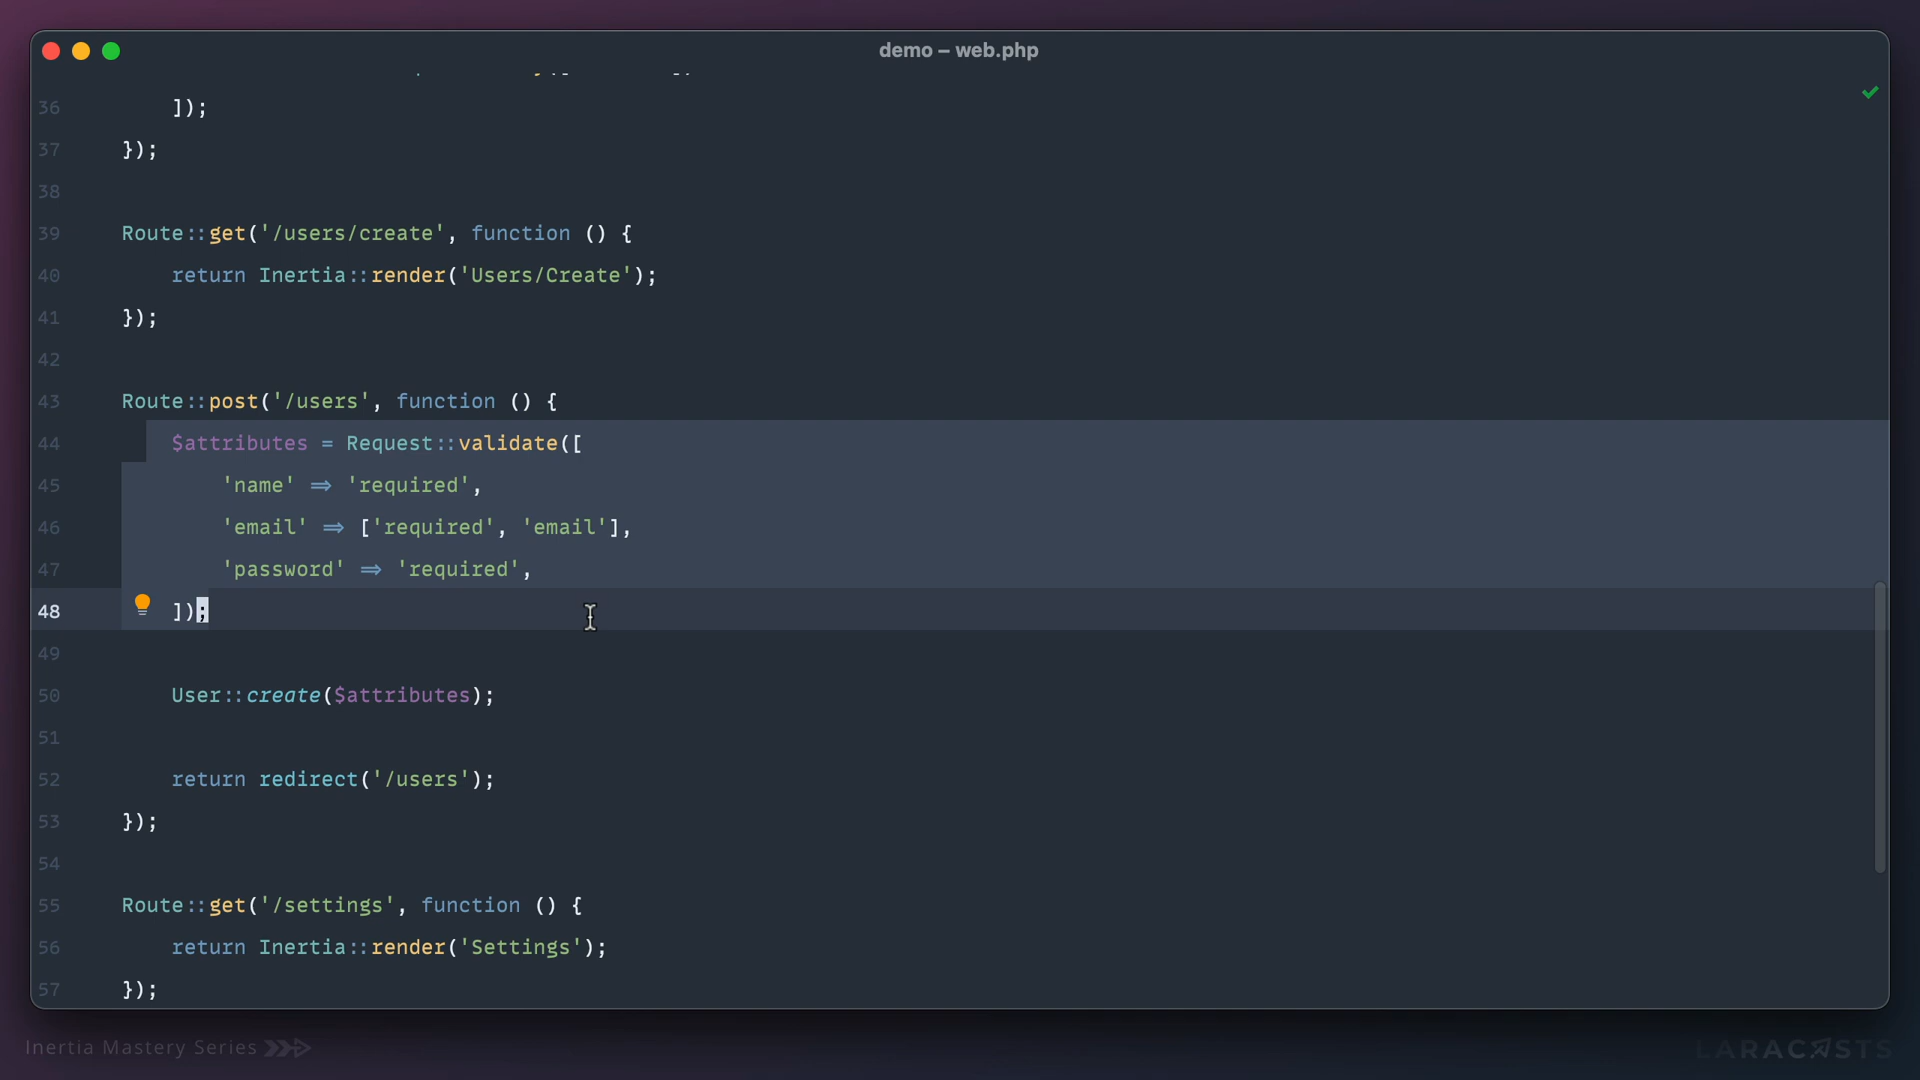 demo – web.php
36 ]);
37 });
38
39 Route::get('/users/create', function () {
40 return Inertia::render('Users/Create');
41 });
42
43 Route::post('/users', function () {
44 $attributes = Request::validate([
45 'name' => 'required',
46 'email' => ['required', 'email'],
47 'password' => 'required',
48 ]);
49
50 User::create($attributes);
51
52 return redirect('/users');
53 });
54
55 Route::get('/settings', function () {
56 return Inertia::render('Settings');
57 });
Inertia Mastery Series
LARACASTS